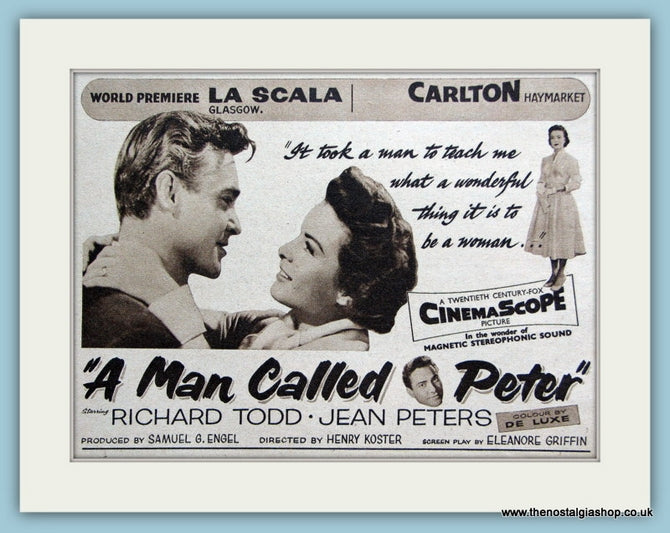 WORLD PREMIERE LA SCALA
GLASGOW.
CARLTON HAYMARKET
"It took a man to teach me
what a wonderful
thing it is to
be a woman..."
A TWENTIETH CENTURY-FOX
CINEMASCOPE
PICTURE
In the wonder of
MAGNETIC STEREOPHONIC SOUND
"A Man Called Peter"
Starring RICHARD TODD · JEAN PETERS
COLOUR BY
DE LUXE
PRODUCED BY SAMUEL G. ENGEL DIRECTED BY HENRY KOSTER SCREEN PLAY BY ELEANORE GRIFFIN
www.thenostalgiashop.co.uk